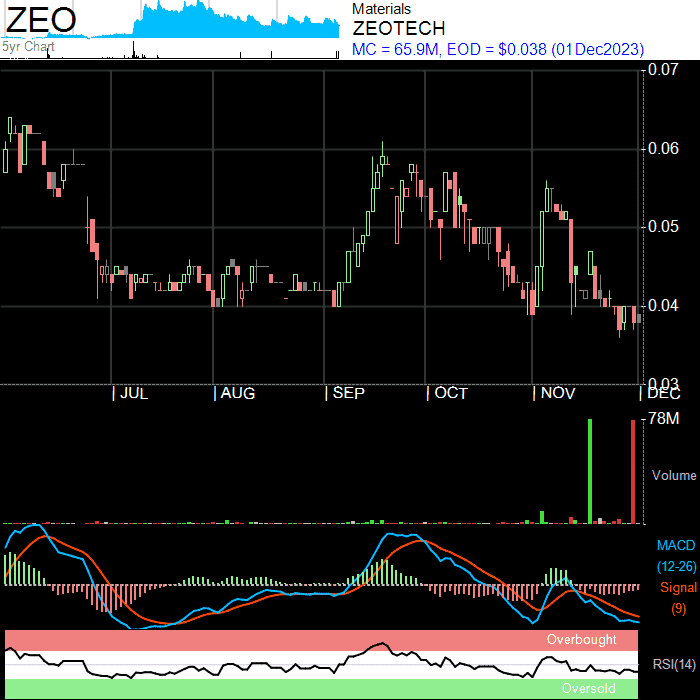 ZEO
5yr Chart
Materials
ZEOTECH
MC = 65.9M, EOD = $0.038 (01Dec2023)
0.07
0.06
0.05
0.04
0.03
JUL
AUG
SEP
OCT
NOV
DEC
78M
Volume
MACD
(12-26)
Signal
(9)
Overbought
RSI(14)
Oversold